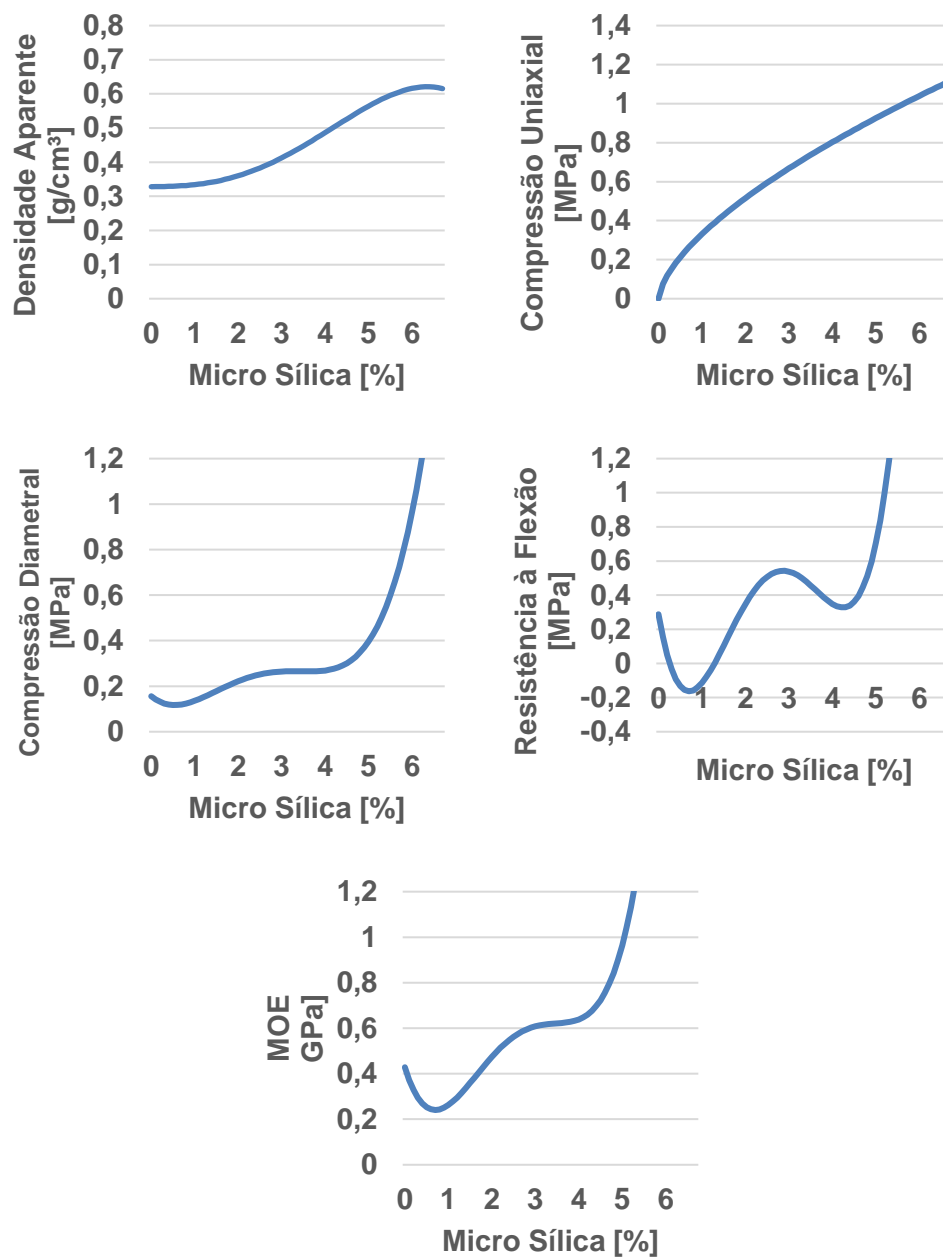 Densidade Aparente
[g/cm³]
0,8
0,7
0,6
0,5
0,4
0,3
0,2
0,1
0
0 1 2 3 4 5 6
Micro Sílica [%]
Compressão Uniaxial
[MPa]
1,4
1,2
1
0,8
0,6
0,4
0,2
0
0 1 2 3 4 5 6
Micro Sílica [%]
Compressão Diametral
[MPa]
1,2
1
0,8
0,6
0,4
0,2
0
0 1 2 3 4 5 6
Micro Sílica [%]
Resistência à Flexão
[MPa]
1,2
1
0,8
0,6
0,4
0,2
0
-0,2
-0,4
0 1 2 3 4 5 6
Micro Sílica [%]
MOE
GPa]
1,2
1
0,8
0,6
0,4
0,2
0
0 1 2 3 4 5 6
Micro Sílica [%]